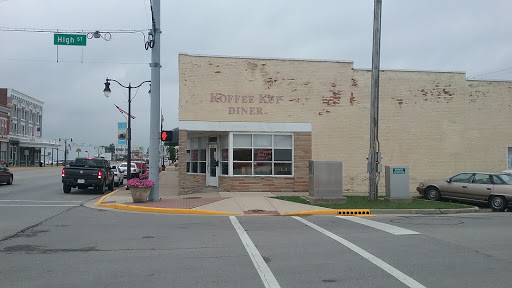 High ST
KOFFEE KUP
DINER